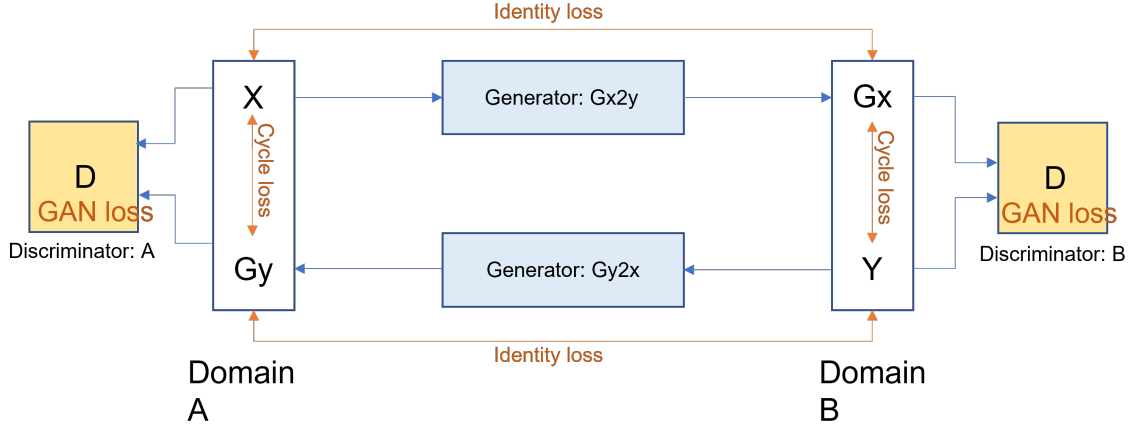 Identity loss
X
Generator: Gx2y
Gx
Cycle loss
Cycle loss
D
GAN loss
Discriminator: A
D
GAN loss
Discriminator: B
Gy
Generator: Gy2x
Y
Identity loss
Domain
A
Domain
B